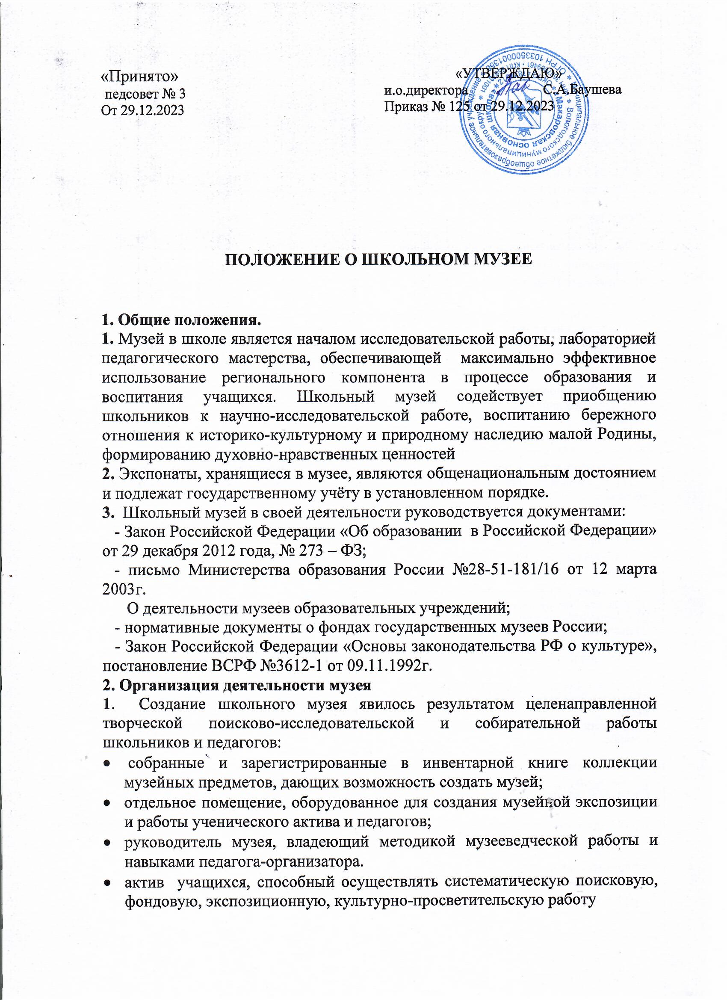 «Принято»
педсовет № 3
От 29.12.2023
«УТВЕРЖДАЮ»
и.о.директора С.А.Баушева
Приказ № 125 от 29.12.2023
Муниципальное бюджетное общеобразовательное учреждение
Вологодского муниципального округа
«Макаровская основная школа»
ПОЛОЖЕНИЕ О ШКОЛЬНОМ МУЗЕЕ
1. Общие положения.
1. Музей в школе является началом исследовательской работы, лабораторией
педагогического мастерства, обеспечивающей максимально эффективное
использование регионального компонента в процессе образования и
воспитания учащихся. Школьный музей содействует приобщению
школьников к научно-исследовательской работе, воспитанию бережного
отношения к историко-культурному и природному наследию малой Родины,
формированию духовно-нравственных ценностей
2. Экспонаты, хранящиеся в музее, являются общенациональным достоянием
и подлежат государственному учёту в установленном порядке.
3. Школьный музей в своей деятельности руководствуется документами:
- Закон Российской Федерации «Об образовании в Российской Федерации»
от 29 декабря 2012 года, № 273 – ФЗ;
- письмо Министерства образования России №28-51-181/16 от 12 марта
2003г.
О деятельности музеев образовательных учреждений;
- нормативные документы о фондах государственных музеев России;
- Закон Российской Федерации «Основы законодательства РФ о культуре»,
постановление ВСРФ №3612-1 от 09.11.1992г.
2. Организация деятельности музея
1. Создание школьного музея явилось результатом целенаправленной
творческой поисково-исследовательской и собирательной работы
школьников и педагогов:
• собранные и зарегистрированные в инвентарной книге коллекции
музейных предметов, дающих возможность создать музей;
• отдельное помещение, оборудованное для создания музейной экспозиции
и работы ученического актива и педагогов;
• руководитель музея, владеющий методикой музееведческой работы и
навыками педагога-организатора.
• актив учащихся, способный осуществлять систематическую поисковую,
фондовую, экспозиционную, культурно-просветительскую работу